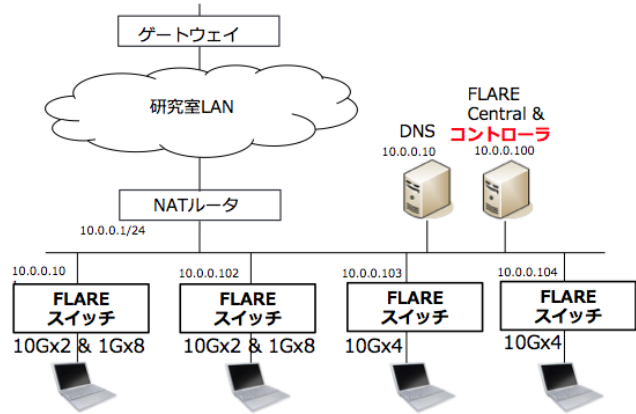 ゲートウェイ
研究室LAN
FLARE
Central &
コントローラ
DNS
10.0.0.10
10.0.0.100
NATルータ
10.0.0.1/24
10.0.0.10
10.0.0.102
10.0.0.103
10.0.0.104
FLARE
スイッチ
FLARE
スイッチ
FLARE
スイッチ
FLARE
スイッチ
10Gx2 & 1Gx8
10Gx2 & 1Gx8
10Gx4
10Gx4